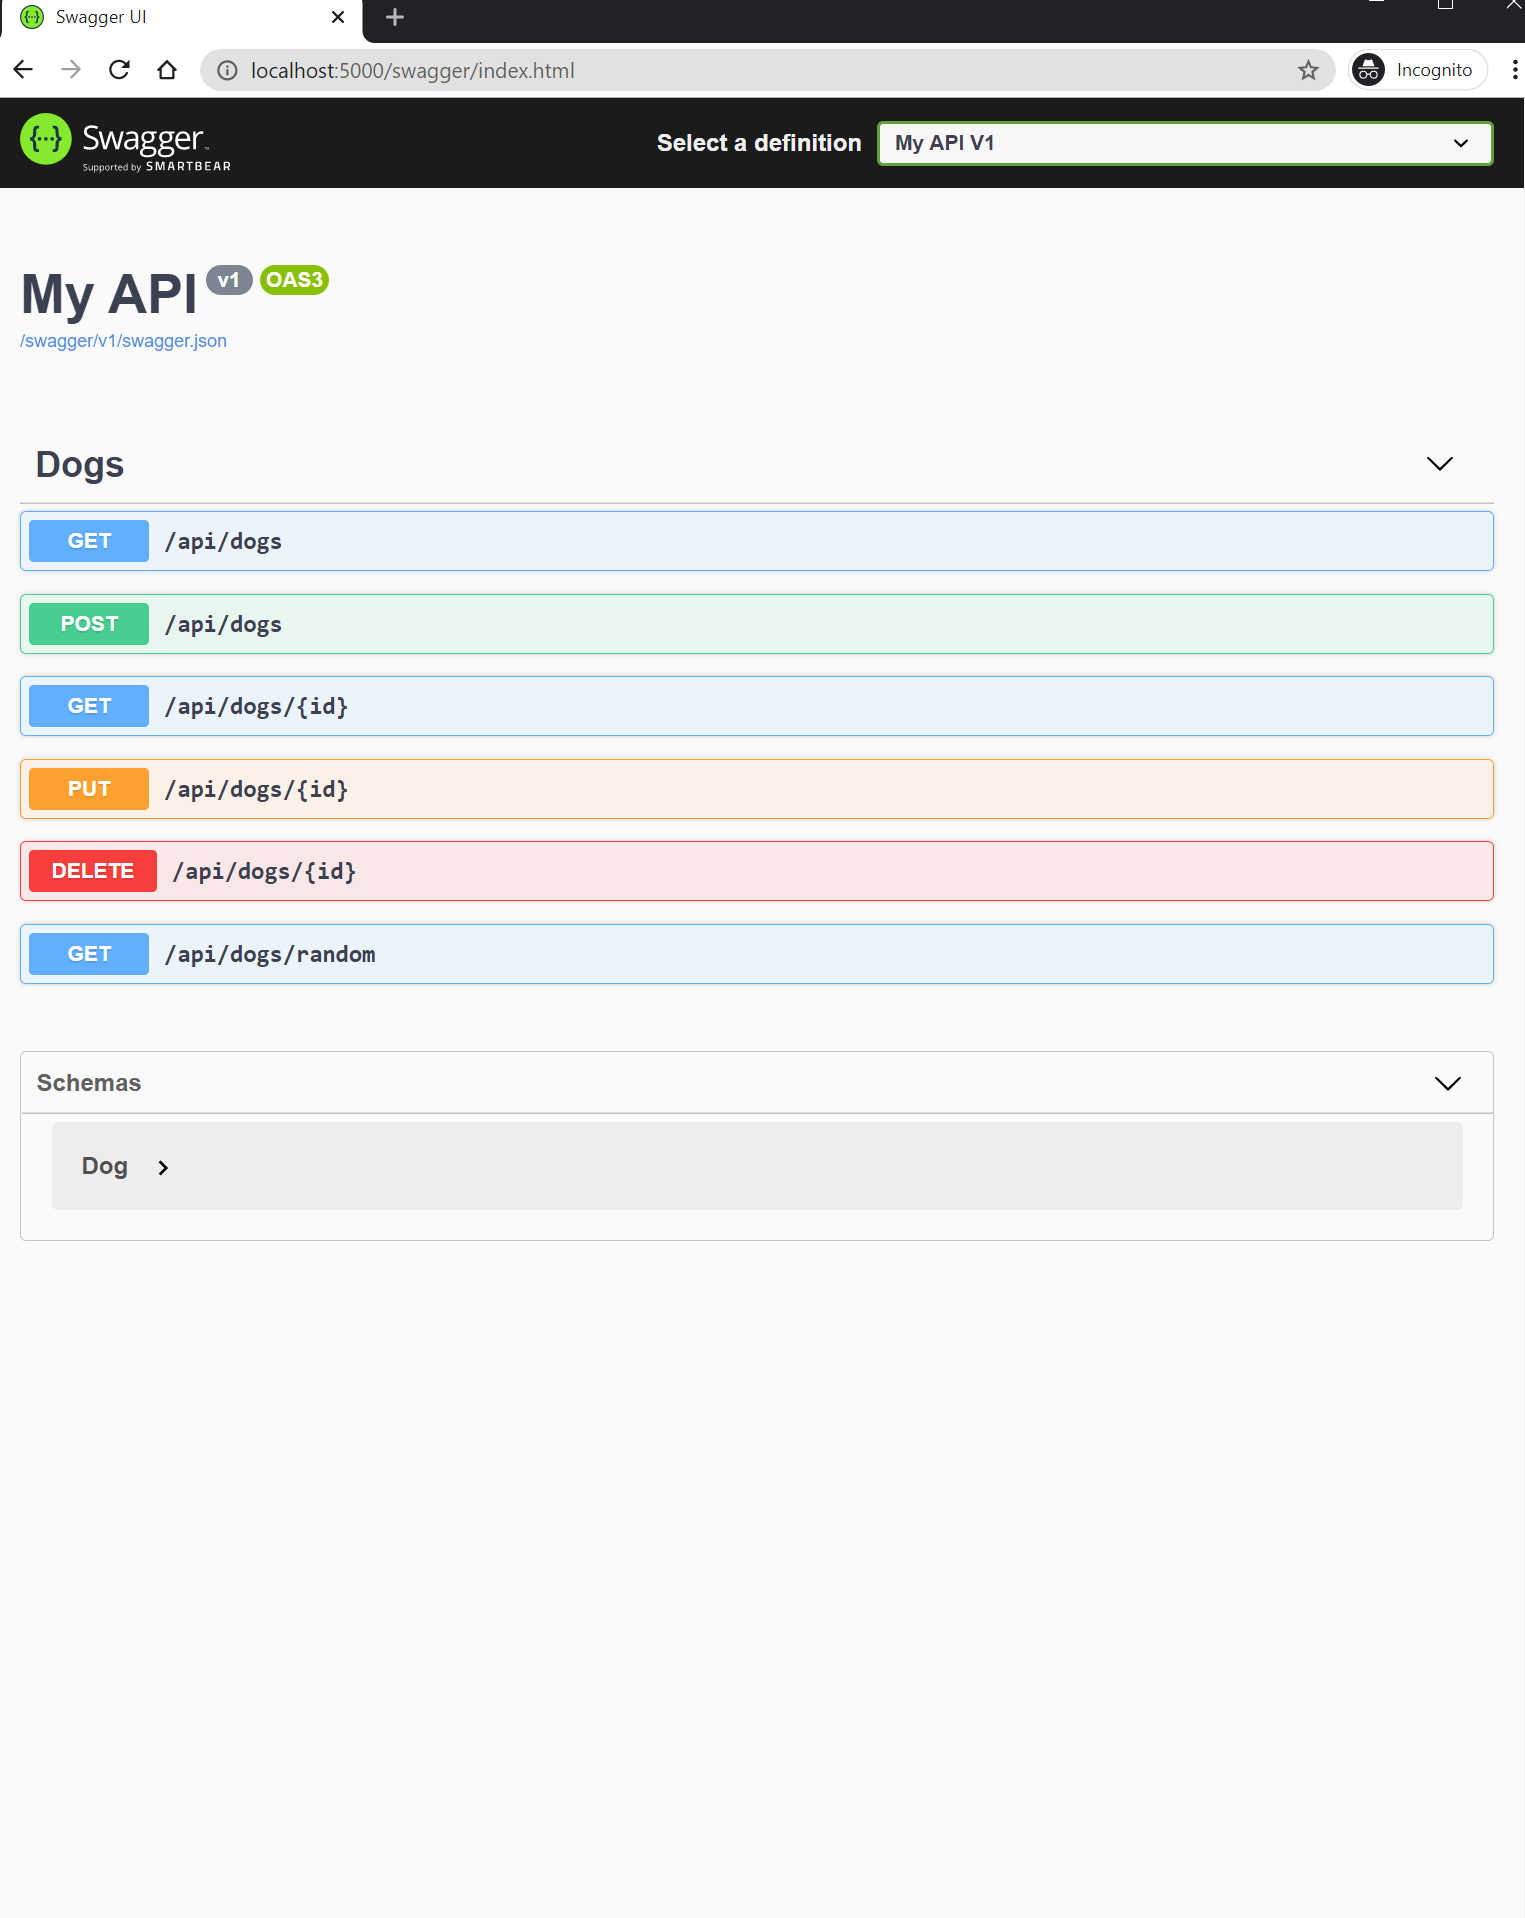 Swagger UI
localhost:5000/swagger/index.html
Incognito
{···} Swagger™
Supported by SMARTBEAR
Select a definition
My API V1
My API v1 OAS3
/swagger/v1/swagger.json
Dogs
GET /api/dogs
POST /api/dogs
GET /api/dogs/{id}
PUT /api/dogs/{id}
DELETE /api/dogs/{id}
GET /api/dogs/random
Schemas
Dog